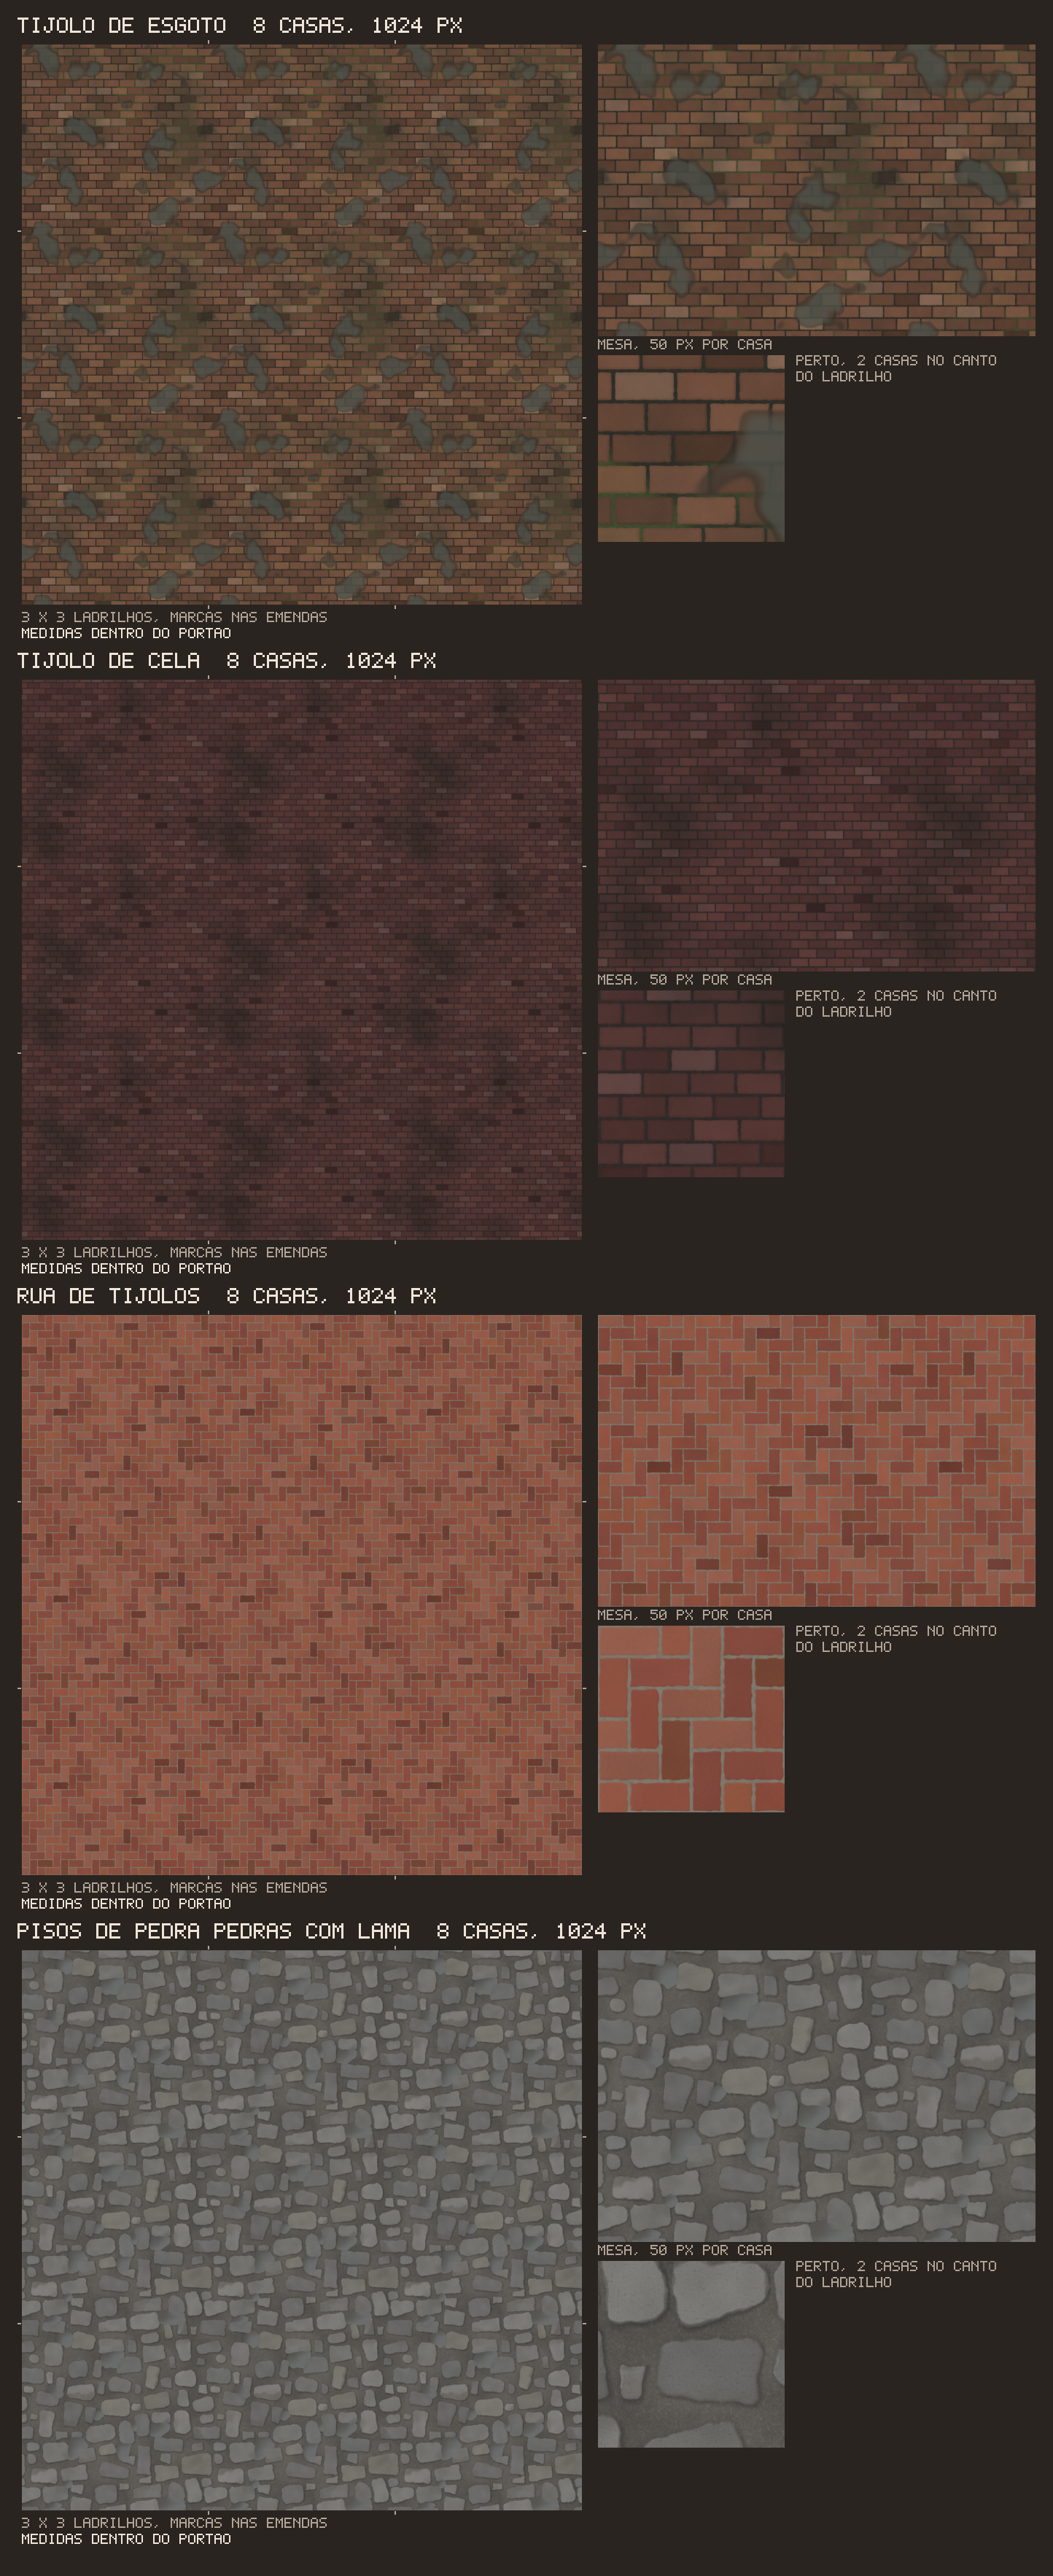 TIJOLO DE ESGOTO  8 CASAS, 1024 PX
MESA, 50 PX POR CASA
PERTO, 2 CASAS NO CANTO
DO LADRILHO
3 X 3 LADRILHOS, MARCAS NAS EMENDAS
MEDIDAS DENTRO DO PORTAO
TIJOLO DE CELA  8 CASAS, 1024 PX
MESA, 50 PX POR CASA
PERTO, 2 CASAS NO CANTO
DO LADRILHO
3 X 3 LADRILHOS, MARCAS NAS EMENDAS
MEDIDAS DENTRO DO PORTAO
RUA DE TIJOLOS  8 CASAS, 1024 PX
MESA, 50 PX POR CASA
PERTO, 2 CASAS NO CANTO
DO LADRILHO
3 X 3 LADRILHOS, MARCAS NAS EMENDAS
MEDIDAS DENTRO DO PORTAO
PISOS DE PEDRA PEDRAS COM LAMA  8 CASAS, 1024 PX
MESA, 50 PX POR CASA
PERTO, 2 CASAS NO CANTO
DO LADRILHO
3 X 3 LADRILHOS, MARCAS NAS EMENDAS
MEDIDAS DENTRO DO PORTAO